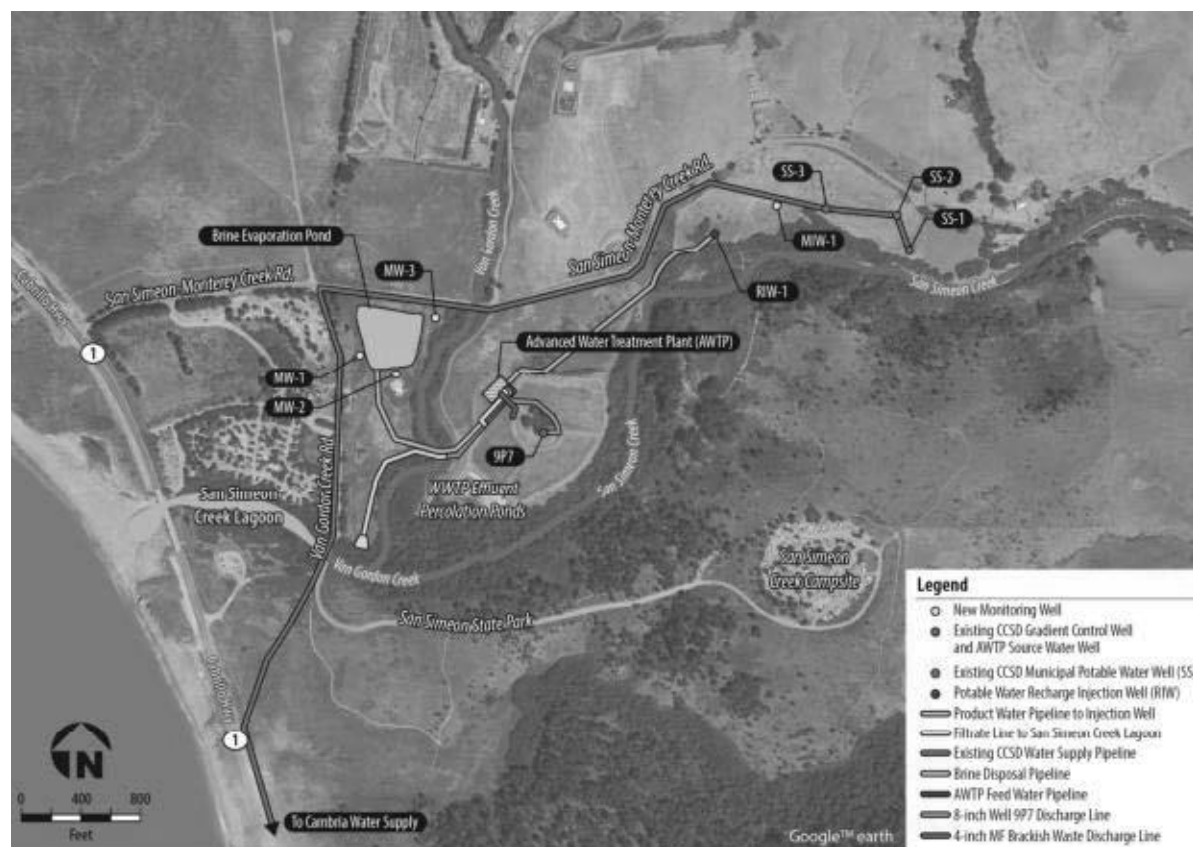 SS-3
SS-2
SS-1
San Simeon-Monterey Creek Rd.
MIW-1
Van Gordon Creek
Brine Evaporation Pond
MW-3
San Simeon Creek
RIW-1
San Simeon-Monterey Creek Rd.
Cabrillo Hwy.
1
Advanced Water Treatment Plant (AWTP)
MW-1
MW-2
9P7
San Simeon Creek
WWTP Effluent
Percolation Ponds
San Simeon
Creek Lagoon
Van Gordon Creek Rd.
Van Gordon Creek
San Simeon
Creek Campsite
San Simeon State Park
1
N
0 400 800
Feet
To Cambria Water Supply
Google™ earth
Legend
New Monitoring Well
Existing CCSD Gradient Control Well
and AWTP Source Water Well
Existing CCSD Municipal Potable Water Well (SS
Potable Water Recharge Injection Well (RIW)
Product Water Pipeline to Injection Well
Filtrate Line to San Simeon Creek Lagoon
Existing CCSD Water Supply Pipeline
Brine Disposal Pipeline
AWTP Feed Water Pipeline
8-inch Well 9P7 Discharge Line
4-inch MF Brackish Waste Discharge Line